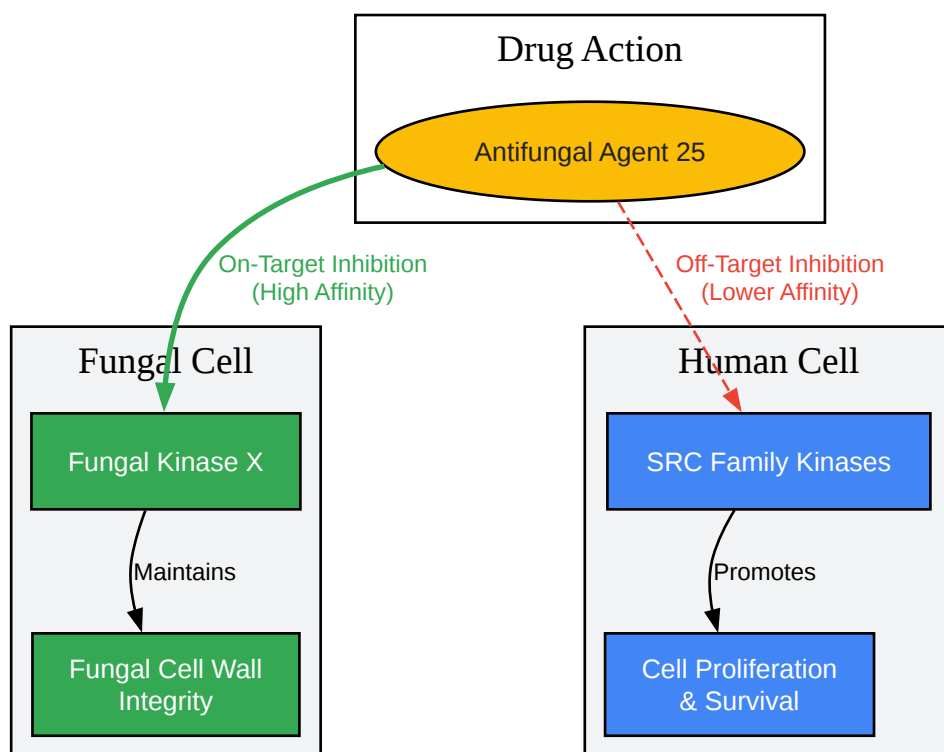 Drug Action
Antifungal Agent 25
On-Target Inhibition
(High Affinity)
Off-Target Inhibition
(Lower Affinity)
Fungal Cell
Human Cell
Fungal Kinase X
SRC Family Kinases
Maintains
Promotes
Fungal Cell Wall
Integrity
Cell Proliferation
& Survival